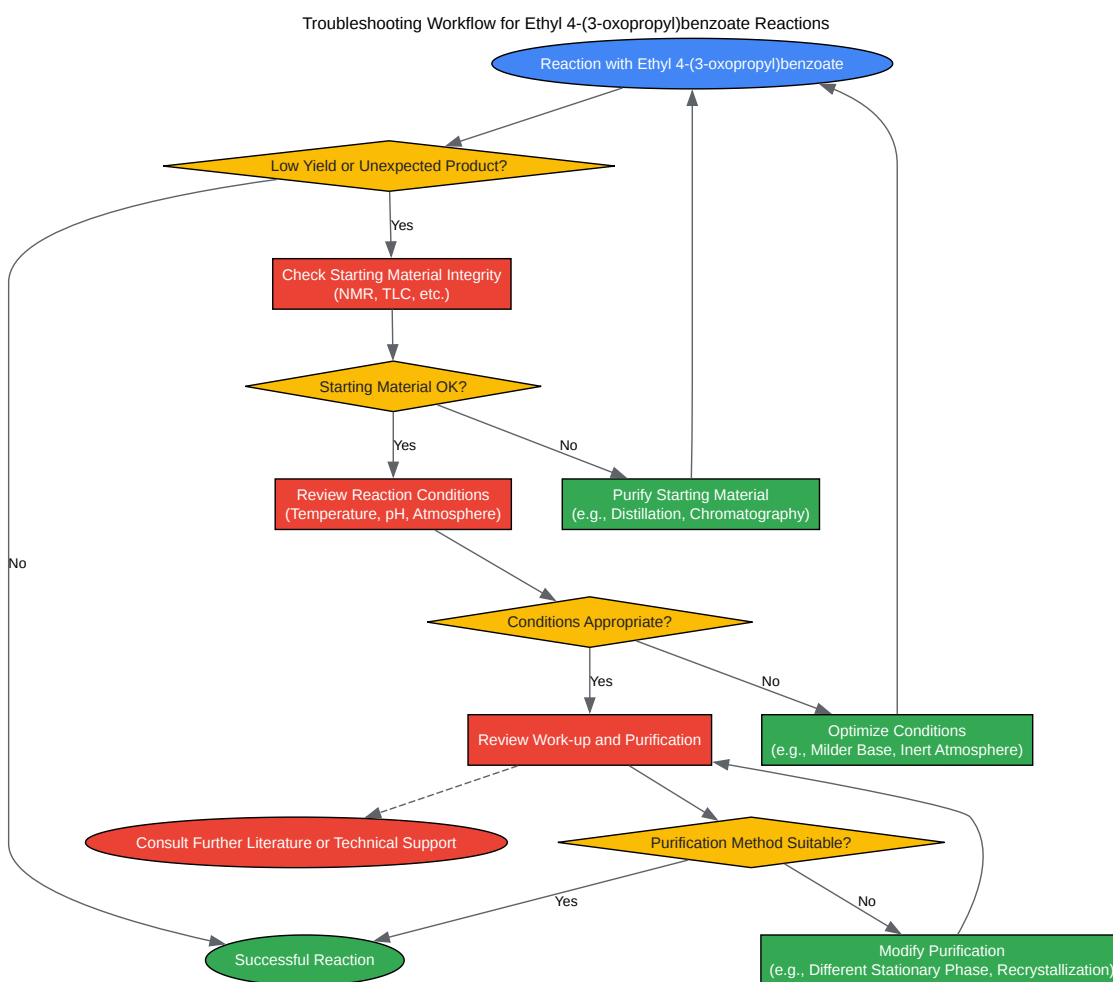 Troubleshooting Workflow for Ethyl 4-(3-oxopropyl)benzoate Reactions
Reaction with Ethyl 4-(3-oxopropyl)benzoate
Low Yield or Unexpected Product?
Yes
Check Starting Material Integrity
(NMR, TLC, etc.)
Starting Material OK?
Yes
No
Review Reaction Conditions
(Temperature, pH, Atmosphere)
Purify Starting Material
(e.g., Distillation, Chromatography)
No
Conditions Appropriate?
Yes
No
Review Work-up and Purification
Optimize Conditions
(e.g., Milder Base, Inert Atmosphere)
Consult Further Literature or Technical Support
Purification Method Suitable?
Yes
No
Successful Reaction
Modify Purification
(e.g., Different Stationary Phase, Recrystallization)